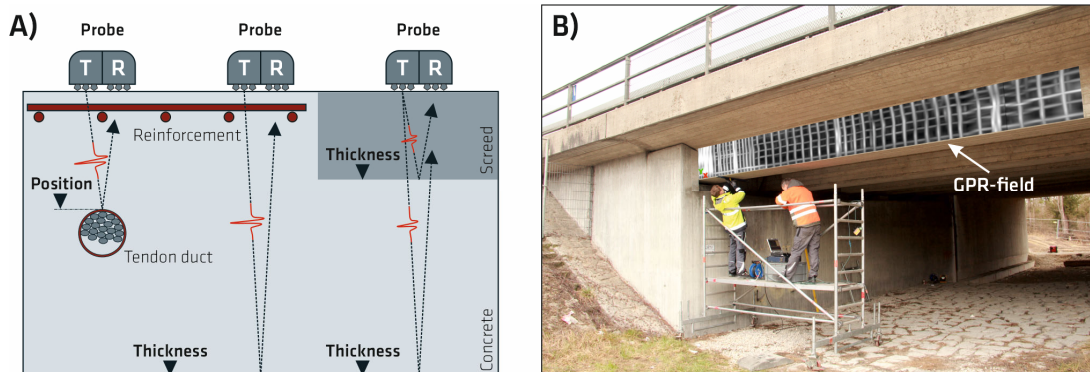 A)
Probe
Probe
Probe
T R
T R
T R
Reinforcement
Screed
Thickness
Position
Tendon duct
Thickness
Thickness
Concrete
B)
GPR-field